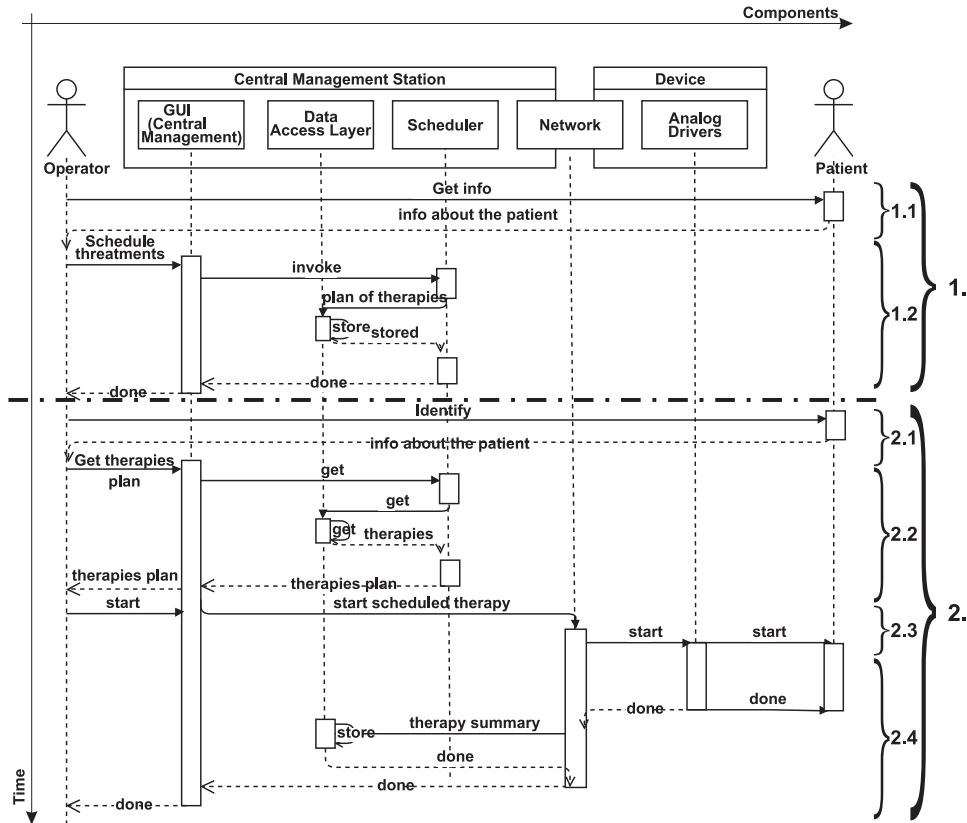 Components
Central Management Station
Device
GUI
(Central
Management)
Data
Access Layer
Scheduler
Network
Analog
Drivers
Operator
Patient
Get info
1.1
info about the patient
Schedule
threatments
invoke
1.
plan of therapies
1.2
store
stored
done
done
Identify
2.1
info about the patient
Get therapies
plan
get
get
2.2
get
therapies
therapies plan
therapies plan
start
start scheduled therapy
2.
start
start
2.3
done
done
therapy summary
store
2.4
done
done
done
Time